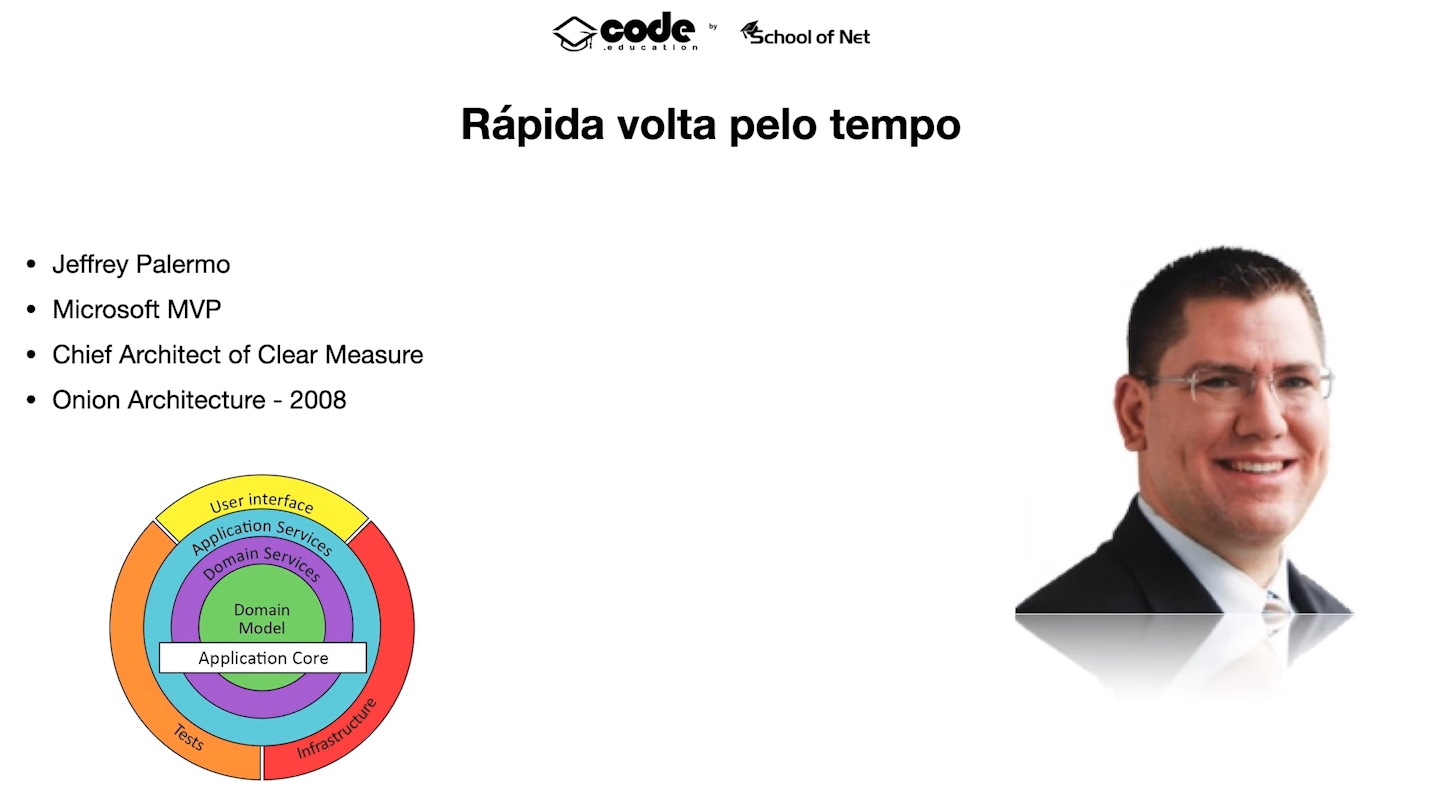 code by School of Net
.education
Rápida volta pelo tempo
• Jeffrey Palermo
• Microsoft MVP
• Chief Architect of Clear Measure
• Onion Architecture - 2008
User interface
Application Services
Domain Services
Domain
Model
Application Core
Tests
Infrastructure